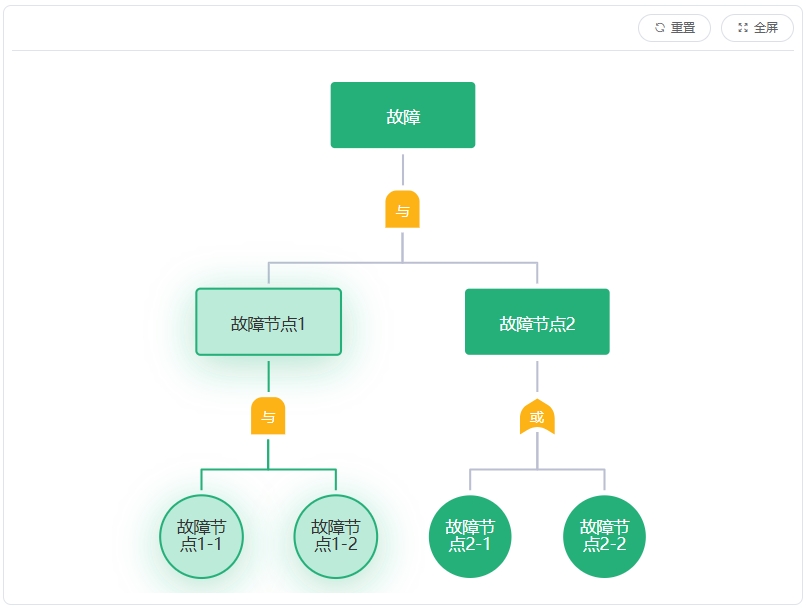 重置
全屏
故障
与
故障节点1
故障节点2
与
或
故障节
点1-1
故障节
点1-2
故障节
点2-1
故障节
点2-2